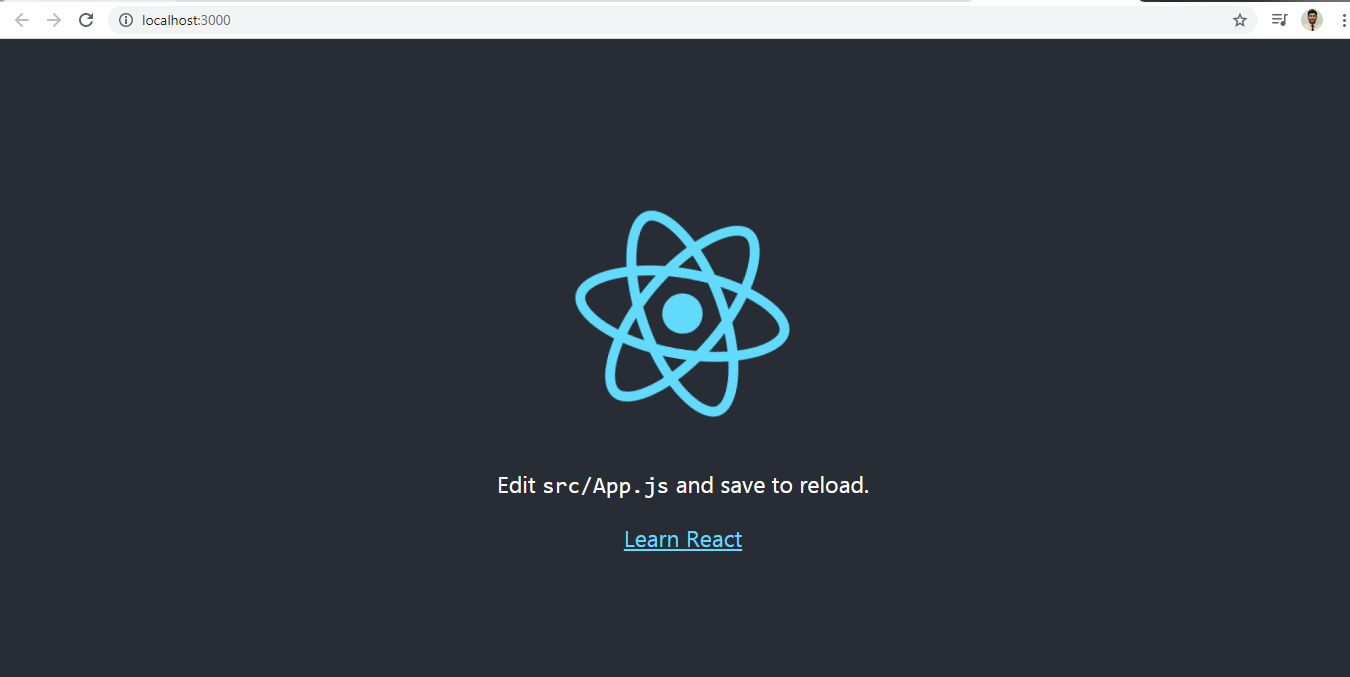 localhost:3000
Edit src/App.js and save to reload.
Learn React